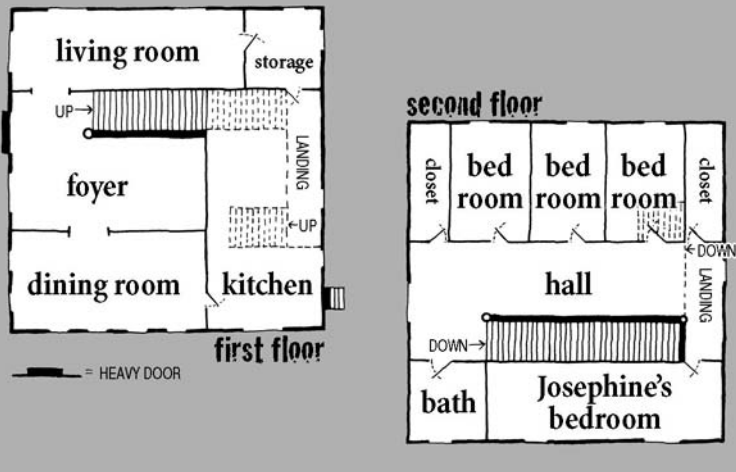 living room
storage
UP→
LANDING
foyer
←UP
dining room
kitchen
first floor
= HEAVY DOOR
second floor
closet
bed
room
bed
room
bed
room
closet
←DOWN
hall
LANDING
DOWN→
bath
Josephine's
bedroom